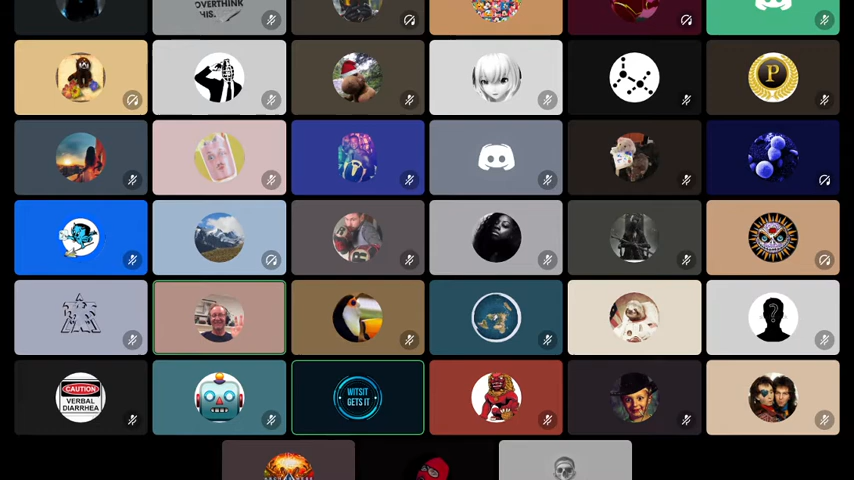 OVERTHINK
THIS.
P
?
CAUTION
VERBAL
DIARRHEA
WITSIT
GETS IT